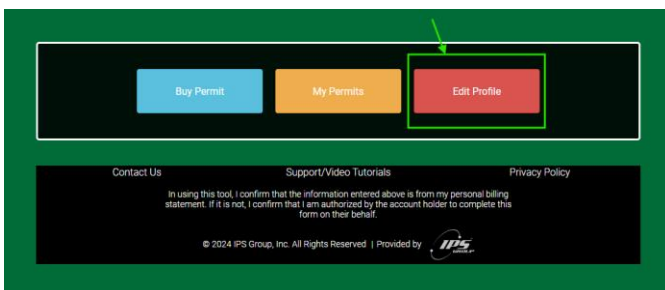 Buy Permit My Permits Edit Profile
Contact Us Support/Video Tutorials Privacy Policy
In using this tool, I confirm that the information entered above is from my personal billing
statement. If it is not, I confirm that I am authorized by the account holder to complete this
form on their behalf.
© 2024 IPS Group, Inc. All Rights Reserved | Provided by IPS